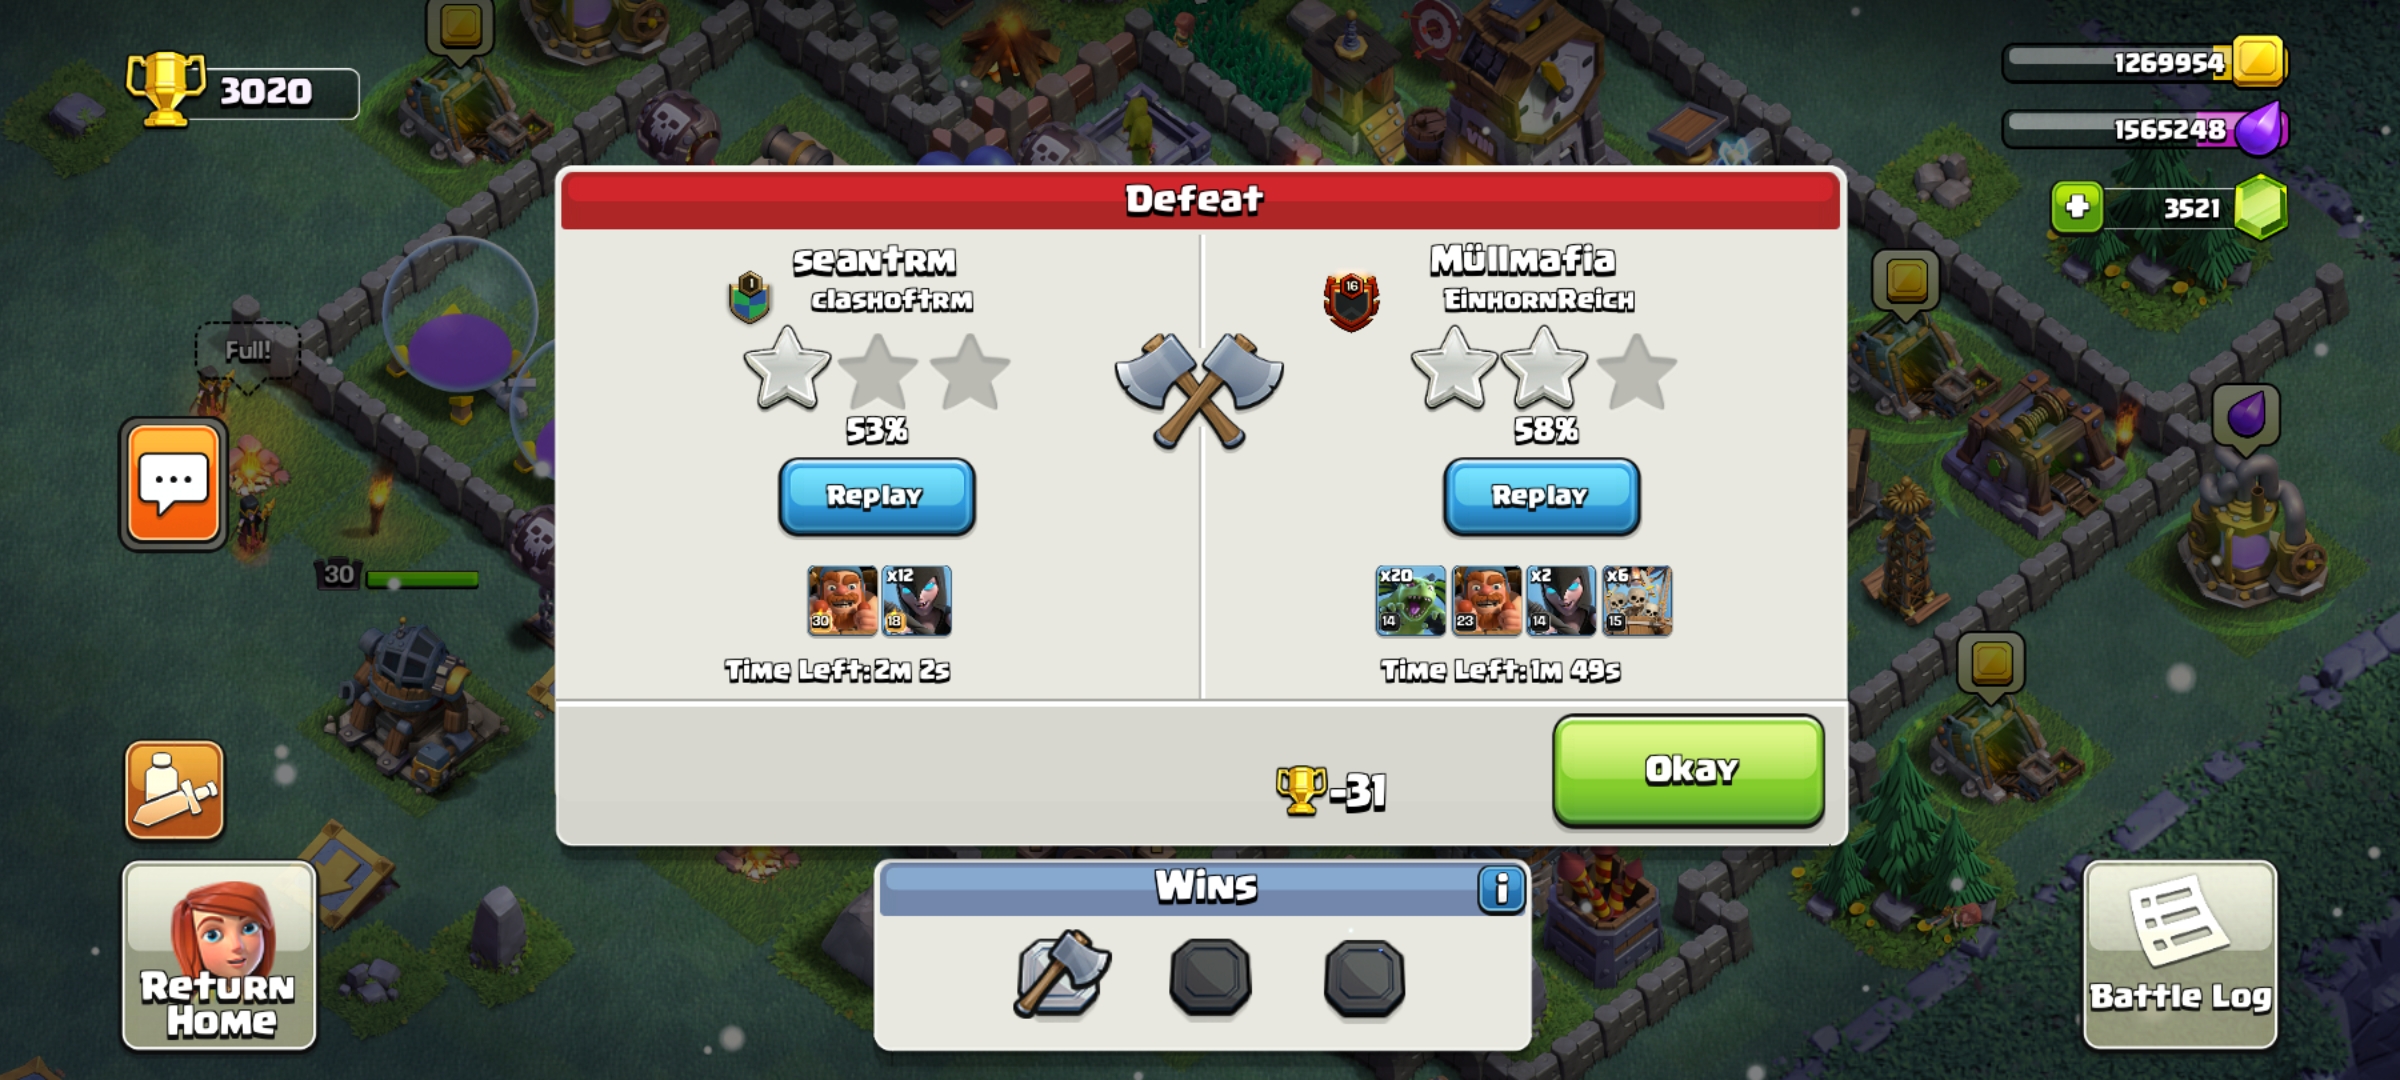 3020
1269954
1565248
3521
Full!
30
Defeat
seantrm
1
clashoftrm
53%
Replay
30
x12
18
Time Left:2m 2s
Müllmafia
16
EinhornReich
58%
Replay
x20
14
23
x2
14
x6
15
Time Left:1m 49s
-31
Okay
Wins
i
Return
Home
Battle Log